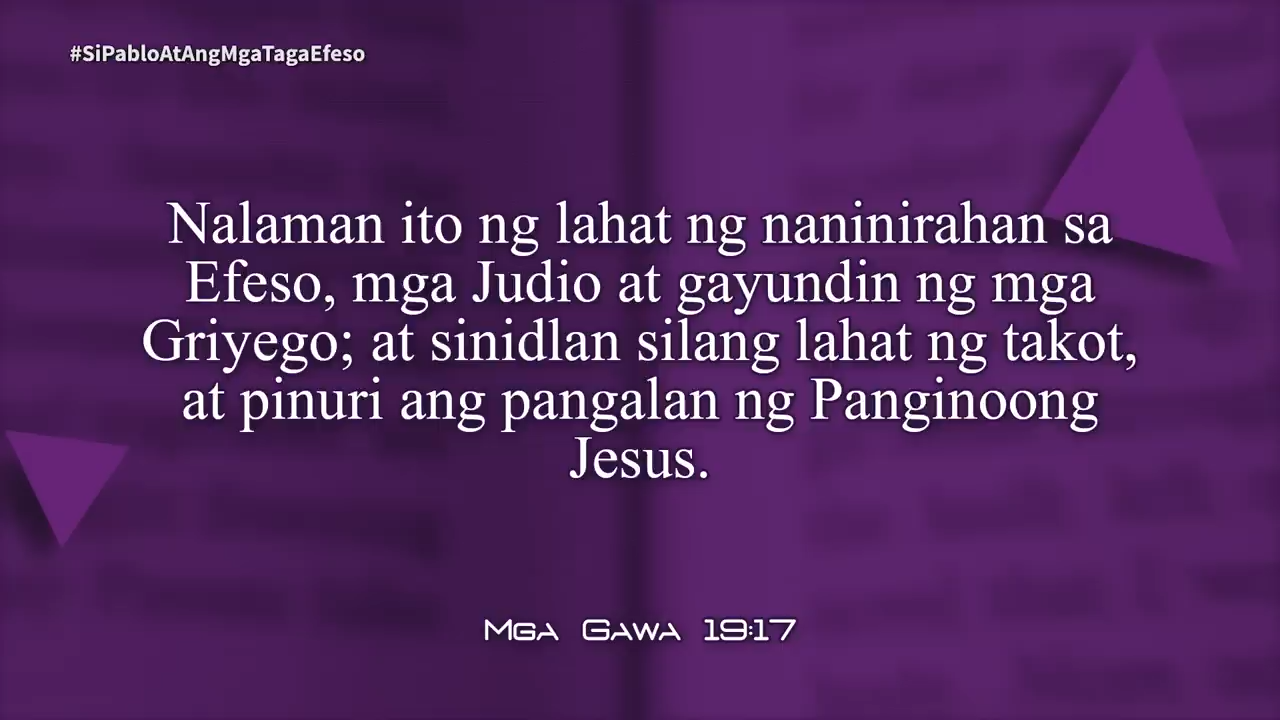 #SiPabloAtAngMgaTagaEfeso
Nalaman ito ng lahat ng naninirahan sa
Efeso, mga Judio at gayundin ng mga
Griyego; at sinidlan silang lahat ng takot,
at pinuri ang pangalan ng Panginoong
Jesus.
Mga Gawa 19:17